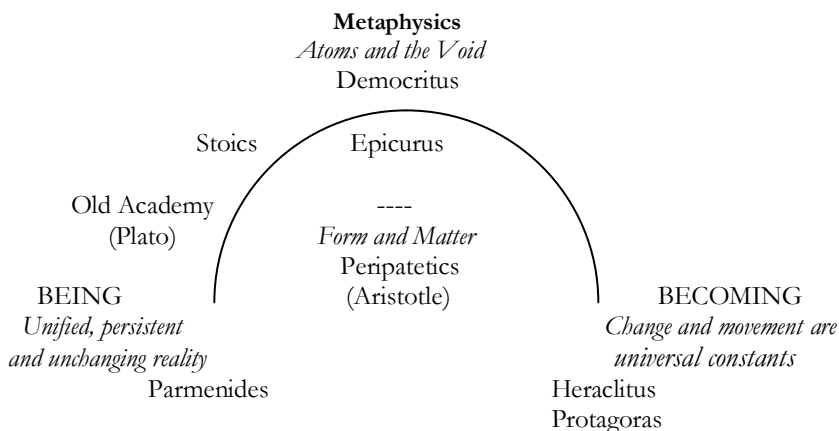 Metaphysics
Atoms and the Void
Democritus
Stoics
Epicurus
Old Academy
(Plato)
----
Form and Matter
Peripatetics
(Aristotle)
BEING
Unified, persistent
and unchanging reality
Parmenides
BECOMING
Change and movement are
universal constants
Heraclitus
Protagoras